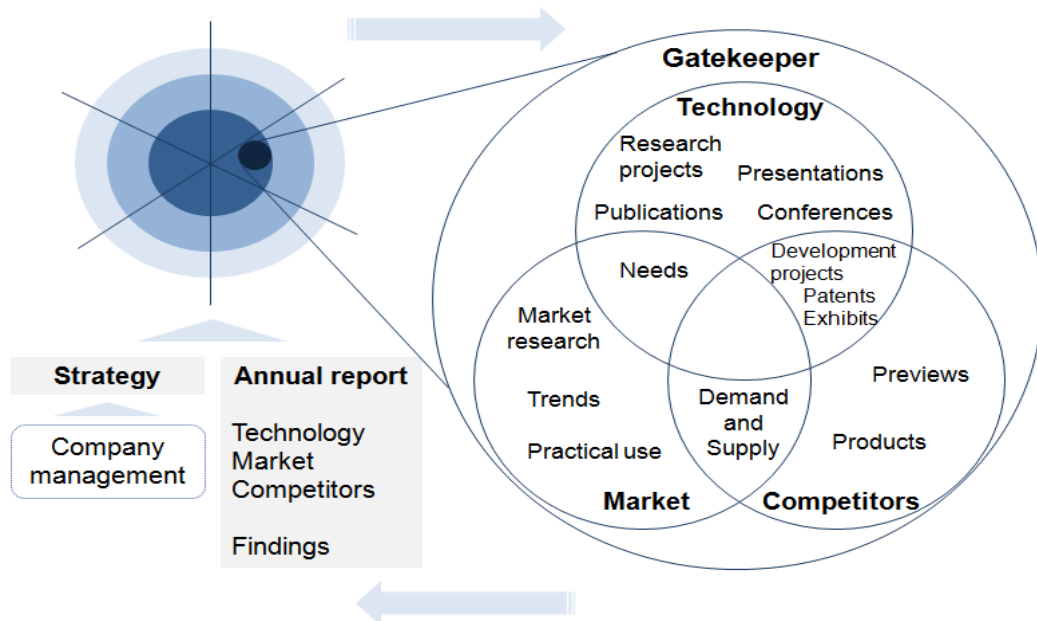 Gatekeeper
Technology
Research
projects
Presentations
Publications
Conferences
Development
projects
Patents
Exhibits
Needs
Market
research
Trends
Practical use
Demand
and
Supply
Previews
Products
Market
Competitors
Strategy
Company
management
Annual report
Technology
Market
Competitors
Findings